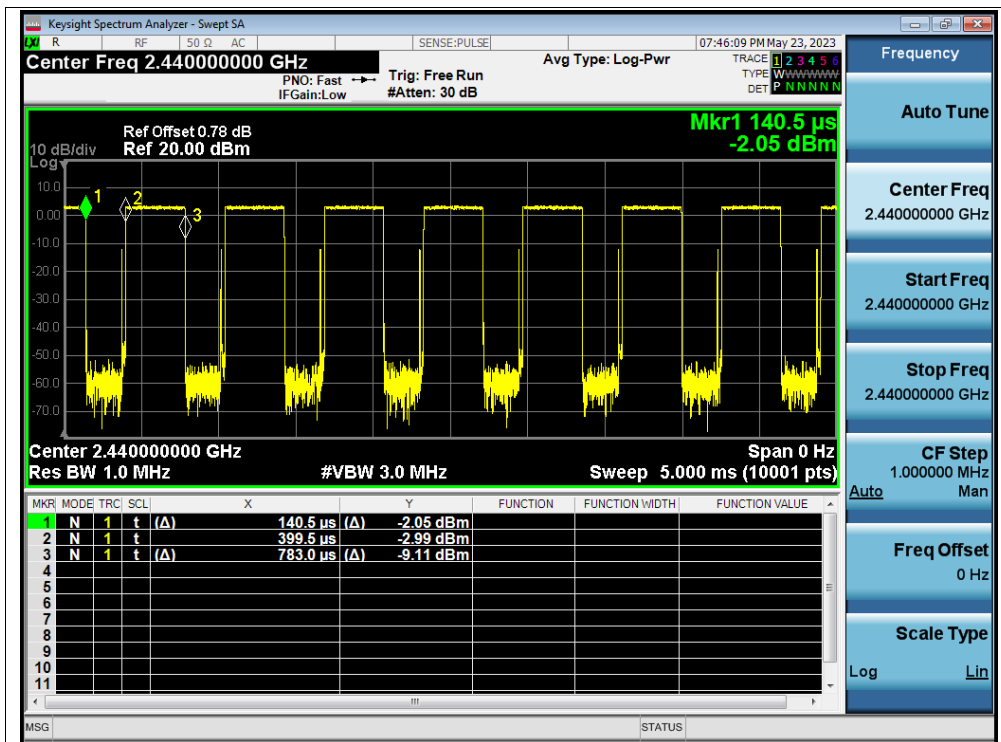 Keysight Spectrum Analyzer - Swept SA
LXI R RF 50 Ω AC SENSE:PULSE 07:46:09 PM May 23, 2023
Center Freq 2.440000000 GHz
PNO: Fast
IFGain:Low
Trig: Free Run
#Atten: 30 dB
Avg Type: Log-Pwr
TRACE 1 2 3 4 5 6
TYPE WWWWWWW
DET P N N N N N
Mkr1 140.5 µs
-2.05 dBm
Ref Offset 0.78 dB
10 dB/div Ref 20.00 dBm
Log
10.0
0.00
-10.0
-20.0
-30.0
-40.0
-50.0
-60.0
-70.0
1
2
3
Center 2.440000000 GHz Span 0 Hz
Res BW 1.0 MHz #VBW 3.0 MHz Sweep 5.000 ms (10001 pts)
MKR MODE TRC SCL X Y FUNCTION FUNCTION WIDTH FUNCTION VALUE
1 N 1 t (Δ) 140.5 µs (Δ) -2.05 dBm
2 N 1 t 399.5 µs -2.99 dBm
3 N 1 t (Δ) 783.0 µs (Δ) -9.11 dBm
4
5
6
7
8
9
10
11
MSG STATUS
Frequency
Auto Tune
Center Freq
2.440000000 GHz
Start Freq
2.440000000 GHz
Stop Freq
2.440000000 GHz
CF Step
1.000000 MHz
Auto Man
Freq Offset
0 Hz
Scale Type
Log Lin